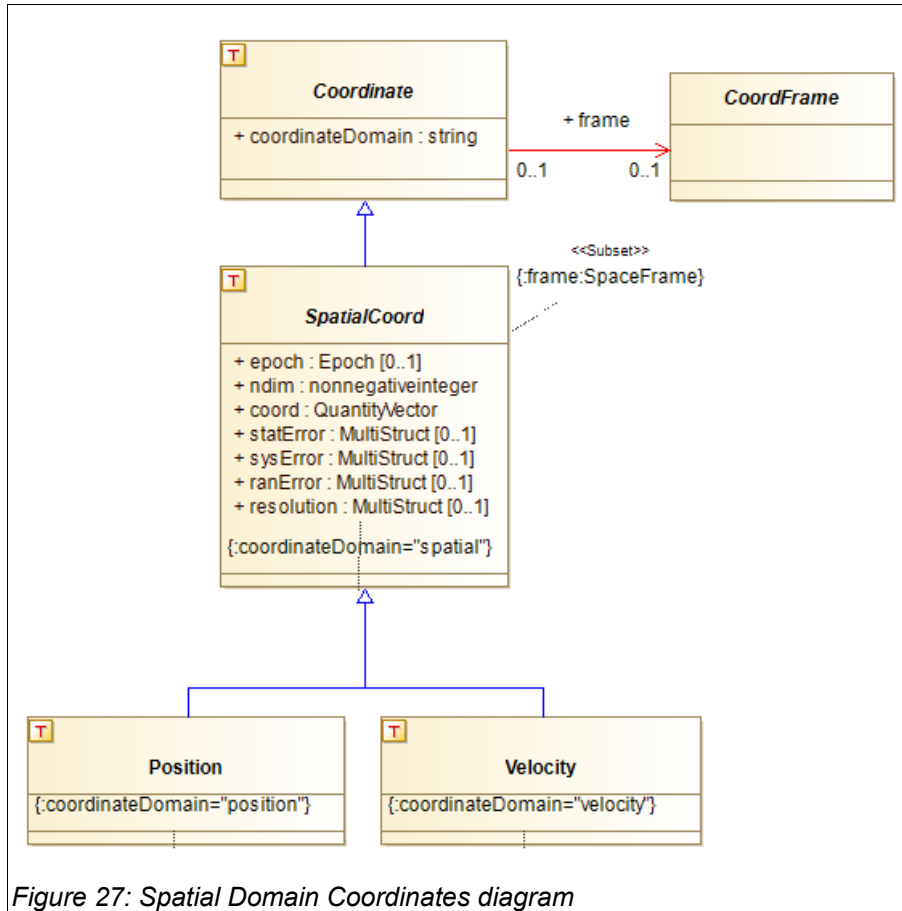 T
Coordinate
+ coordinateDomain : string
+ frame
0..1
0..1
CoordFrame
<<Subset>>
{:frame:SpaceFrame}
T
SpatialCoord
+ epoch : Epoch [0..1]
+ ndim : nonnegativeinteger
+ coord : QuantityVector
+ statError : MultiStruct [0..1]
+ sysError : MultiStruct [0..1]
+ ranError : MultiStruct [0..1]
+ resolution : MultiStruct [0..1]
{:coordinateDomain="spatial"}
T
Position
{:coordinateDomain="position"}
T
Velocity
{:coordinateDomain="velocity"}
Figure 27: Spatial Domain Coordinates diagram